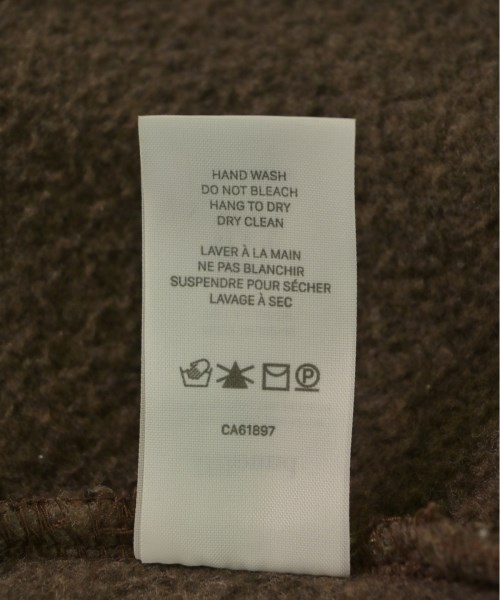 HAND WASH
DO NOT BLEACH
HANG TO DRY
DRY CLEAN
LAVER À LA MAIN
NE PAS BLANCHIR
SUSPENDRE POUR SÉCHER
LAVAGE À SEC
P
CA61897